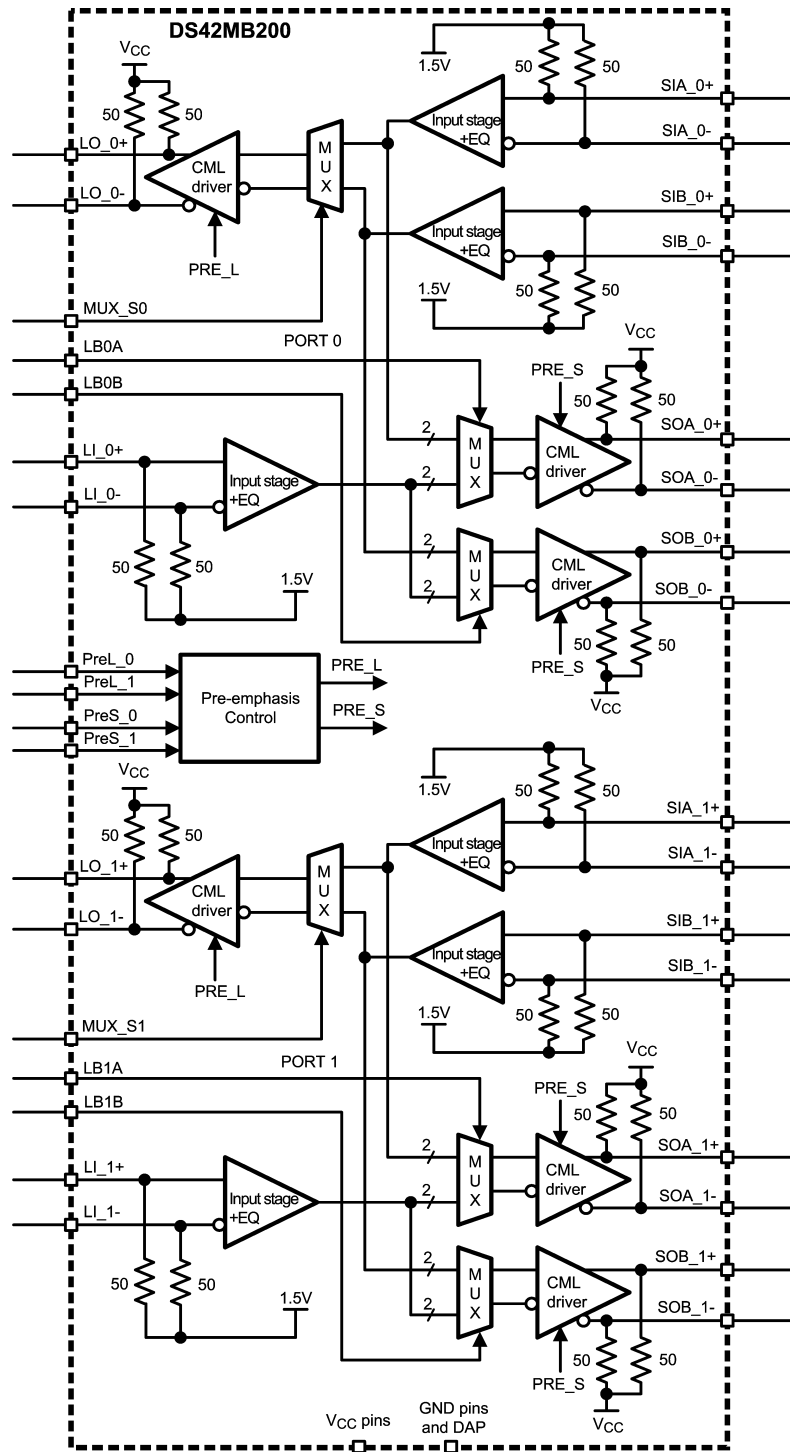 DS42MB200
VCC
50
50
LO_0+
LO_0-
CML
driver
PRE_L
MUX
1.5V
50
50
Input stage
+EQ
SIA_0+
SIA_0-
Input stage
+EQ
SIB_0+
SIB_0-
1.5V
50
50
MUX_S0
PORT 0
LB0A
LB0B
LI_0+
LI_0-
Input stage
+EQ
50
50
1.5V
2
2
MUX
PRE_S
CML
driver
VCC
50
50
SOA_0+
SOA_0-
2
2
MUX
CML
driver
PRE_S
SOB_0+
SOB_0-
50
50
VCC
PreL_0
PreL_1
PreS_0
PreS_1
Pre-emphasis
Control
PRE_L
PRE_S
VCC
50
50
LO_1+
LO_1-
CML
driver
PRE_L
MUX
1.5V
50
50
Input stage
+EQ
SIA_1+
SIA_1-
Input stage
+EQ
SIB_1+
SIB_1-
1.5V
50
50
MUX_S1
PORT 1
LB1A
LB1B
LI_1+
LI_1-
Input stage
+EQ
50
50
1.5V
2
2
MUX
PRE_S
CML
driver
VCC
50
50
SOA_1+
SOA_1-
2
2
MUX
CML
driver
PRE_S
SOB_1+
SOB_1-
50
50
VCC
VCC pins
GND pins
and DAP